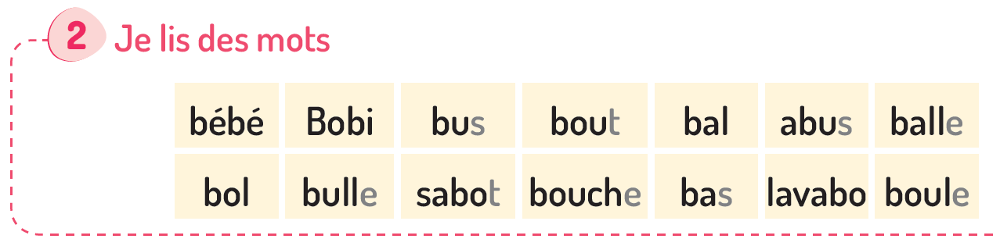 2 Je lis des mots
bébé Bobi bus bout bal abus balle
bol bulle sabot bouche bas lavabo boule